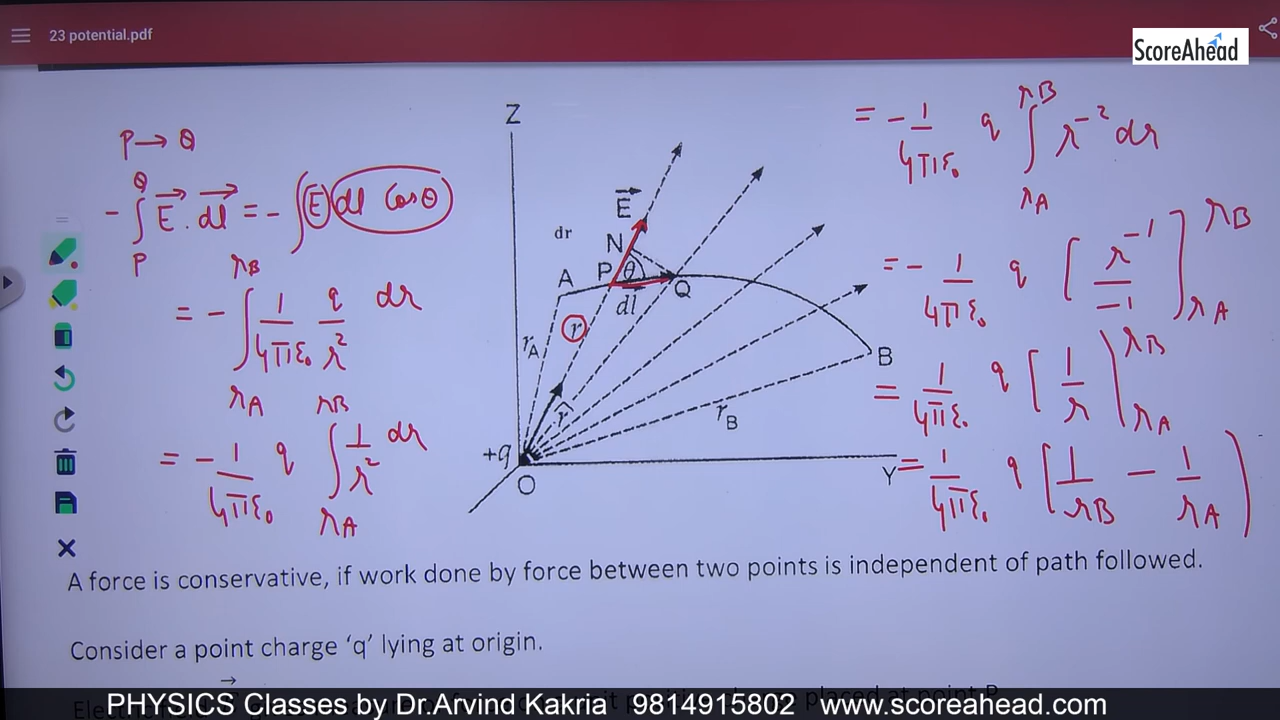 23 potential.pdf
ScoreAhead
P → Q
- ∫_P^Q E⃗ . dl⃗ = - ∫ E dl Cosθ
= - ∫_{rA}^{rB} 1/4πε₀ q/r² dr
= - 1/4πε₀ q ∫_{rA}^{rB} 1/r² dr
Z
E⃗
dr
N
A
P
θ
Q
dl⃗
r
r_A
r̂
B
r_B
+q
O
Y
= - 1/4πε₀ q ∫_{rA}^{rB} r⁻² dr
= - 1/4πε₀ q [ r⁻¹/-1 ]_{rA}^{rB}
= 1/4πε₀ q [ 1/r ]_{rA}^{rB}
= 1/4πε₀ q [ 1/rB - 1/rA ]
A force is conservative, if work done by force between two points is independent of path followed.
Consider a point charge ‘q’ lying at origin.
PHYSICS Classes by Dr.Arvind Kakria 9814915802 www.scoreahead.com